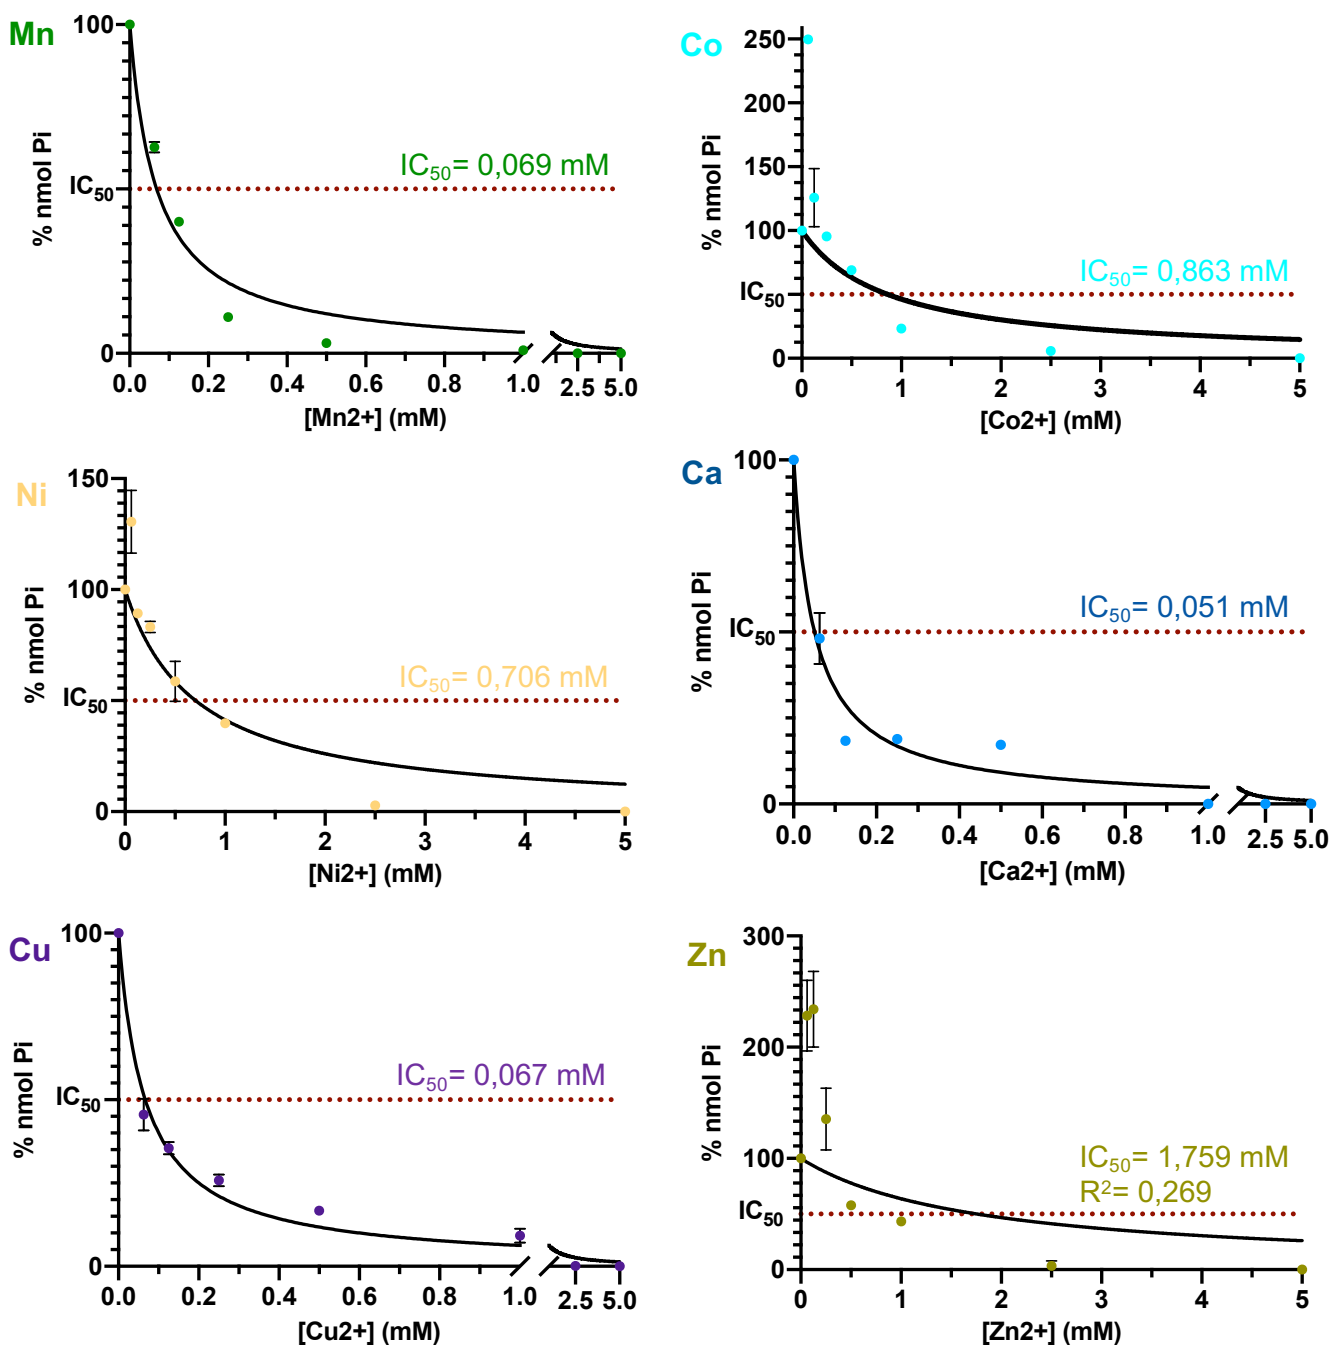 Mn
% nmol Pi
100
IC50
0
IC50= 0,069 mM
0.0 0.2 0.4 0.6 0.8 1.0 2.5 5.0
[Mn2+] (mM)
Co
% nmol Pi
250
200
150
100
IC50
0
IC50= 0,863 mM
0 1 2 3 4 5
[Co2+] (mM)
Ni
% nmol Pi
150
100
IC50
0
IC50= 0,706 mM
0 1 2 3 4 5
[Ni2+] (mM)
Ca
% nmol Pi
100
IC50
0
IC50= 0,051 mM
0.0 0.2 0.4 0.6 0.8 1.0 2.5 5.0
[Ca2+] (mM)
Cu
% nmol Pi
100
IC50
0
IC50= 0,067 mM
0.0 0.2 0.4 0.6 0.8 1.0 2.5 5.0
[Cu2+] (mM)
Zn
% nmol Pi
300
200
100
IC50
0
IC50= 1,759 mM
R²= 0,269
0 1 2 3 4 5
[Zn2+] (mM)